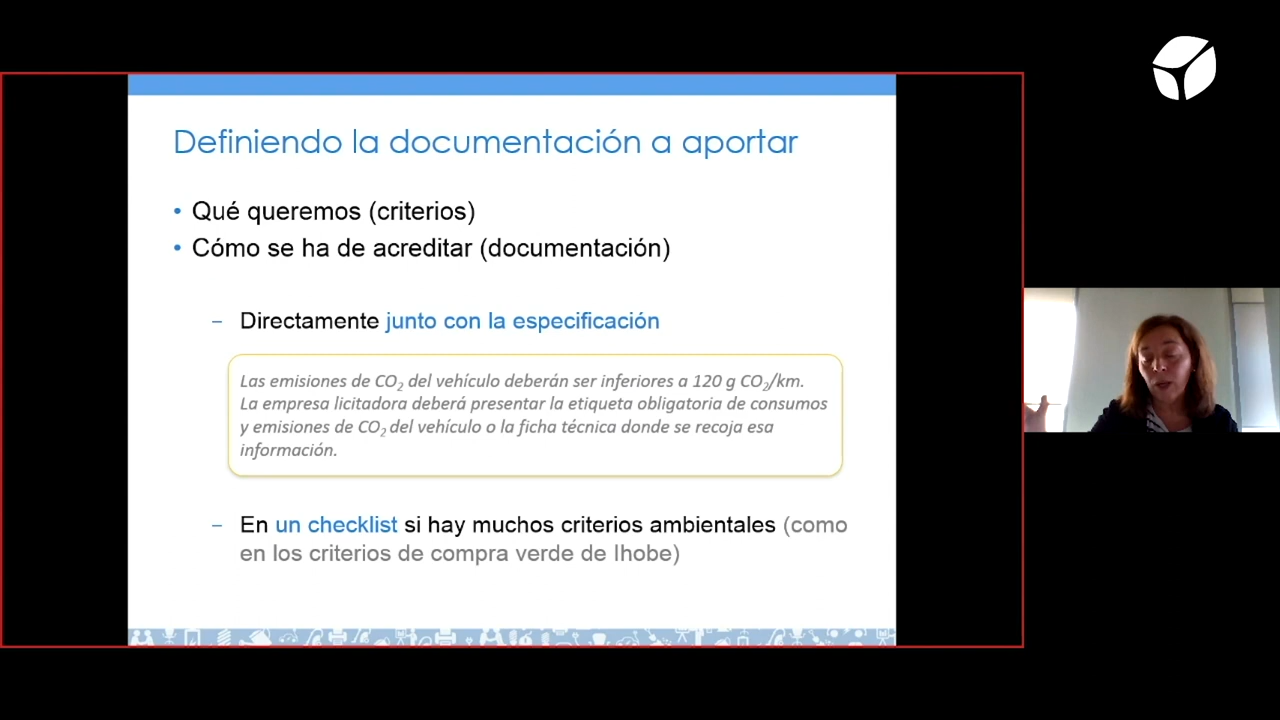 Definiendo la documentación a aportar
• Qué queremos (criterios)
• Cómo se ha de acreditar (documentación)
– Directamente junto con la especificación
Las emisiones de CO₂ del vehículo deberán ser inferiores a 120 g CO₂/km.
La empresa licitadora deberá presentar la etiqueta obligatoria de consumos
y emisiones de CO₂ del vehículo o la ficha técnica donde se recoja esa
información.
– En un checklist si hay muchos criterios ambientales (como
en los criterios de compra verde de Ihobe)